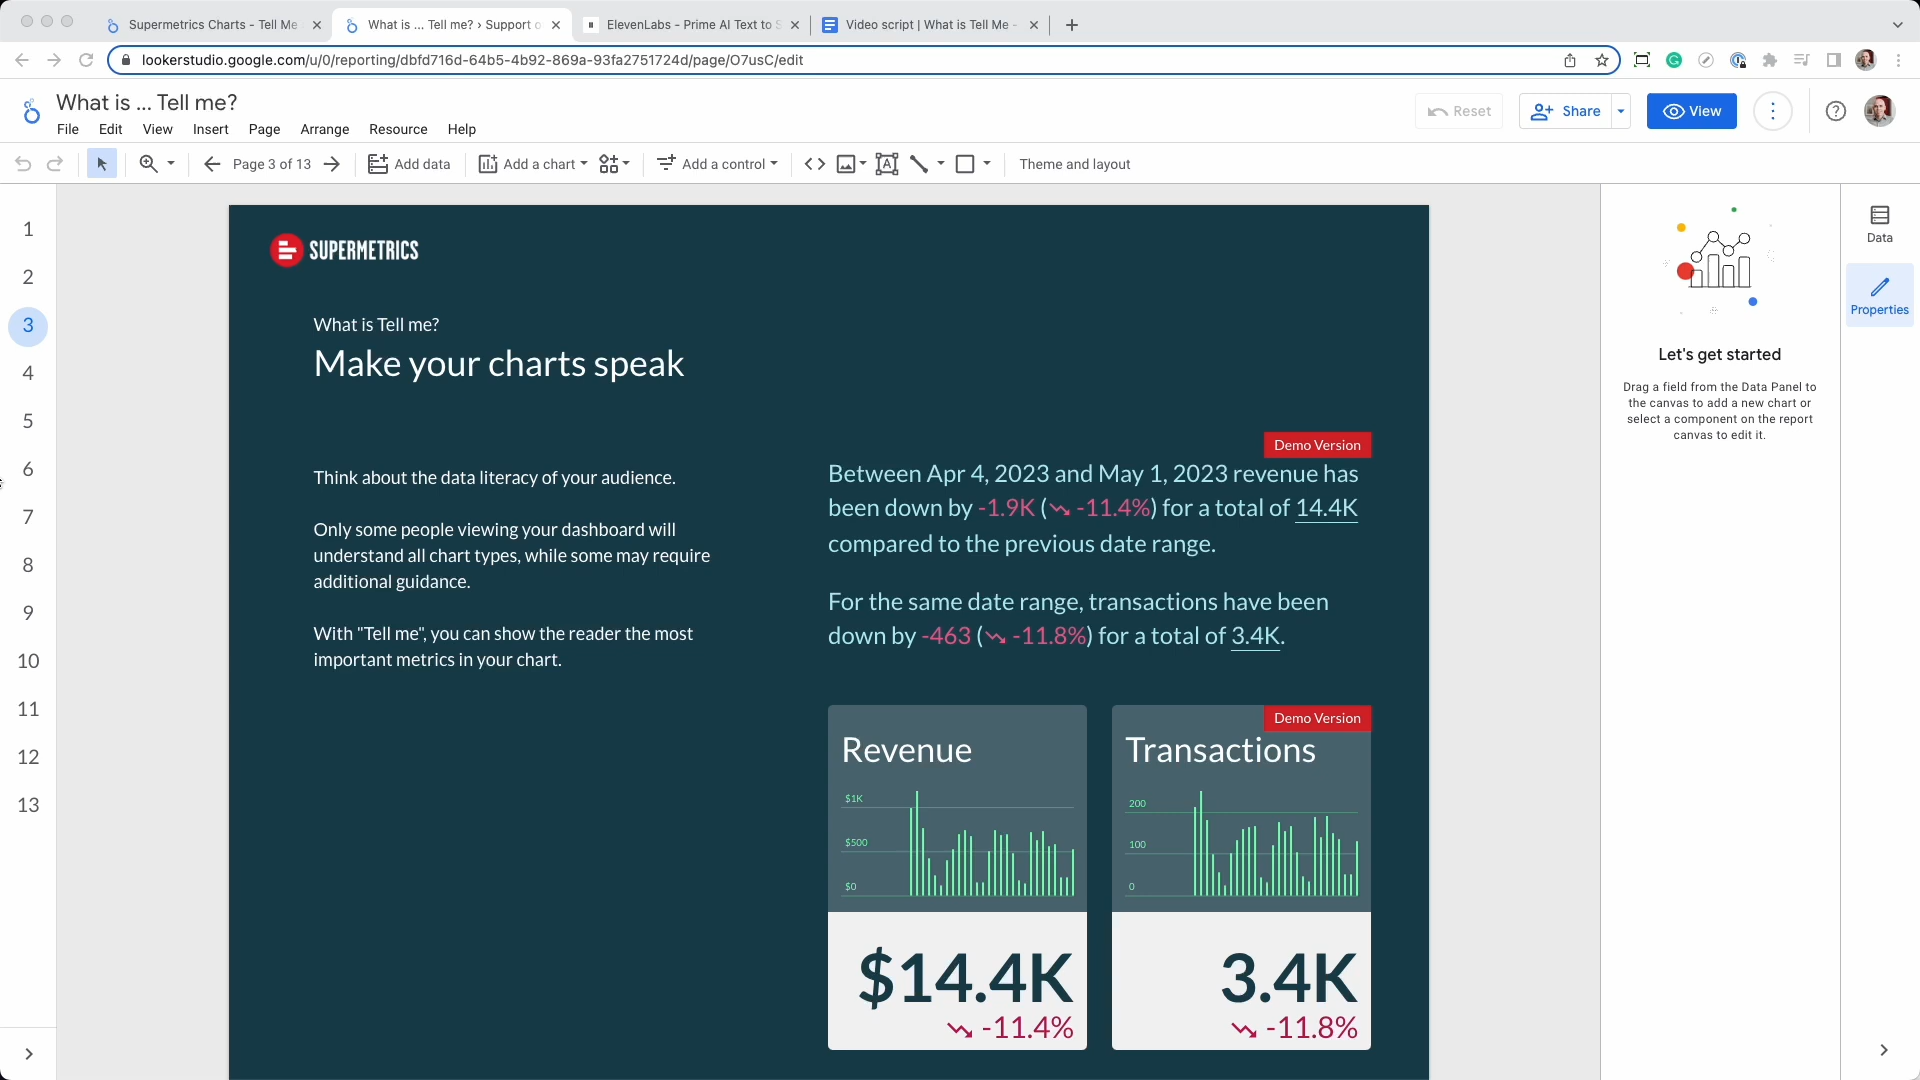 Supermetrics Charts - Tell Me
What is ... Tell me? › Support o
ElevenLabs - Prime AI Text to S
Video script | What is Tell Me -
lookerstudio.google.com/u/0/reporting/dbfd716d-64b5-4b92-869a-93fa2751724d/page/O7usC/edit
What is ... Tell me?
File Edit View Insert Page Arrange Resource Help
Reset
Share
View
Page 3 of 13
Add data
Add a chart
Add a control
Theme and layout
1
2
3
4
5
6
7
8
9
10
11
12
13
SUPERMETRICS
What is Tell me?
Make your charts speak
Think about the data literacy of your audience.
Only some people viewing your dashboard will
understand all chart types, while some may require
additional guidance.
With "Tell me", you can show the reader the most
important metrics in your chart.
Demo Version
Between Apr 4, 2023 and May 1, 2023 revenue has
been down by -1.9K ( -11.4%) for a total of 14.4K
compared to the previous date range.
For the same date range, transactions have been
down by -463 ( -11.8%) for a total of 3.4K.
Revenue
$1K
$500
$0
$14.4K
-11.4%
Demo Version
Transactions
200
100
0
3.4K
-11.8%
Let's get started
Drag a field from the Data Panel to
the canvas to add a new chart or
select a component on the report
canvas to edit it.
Data
Properties